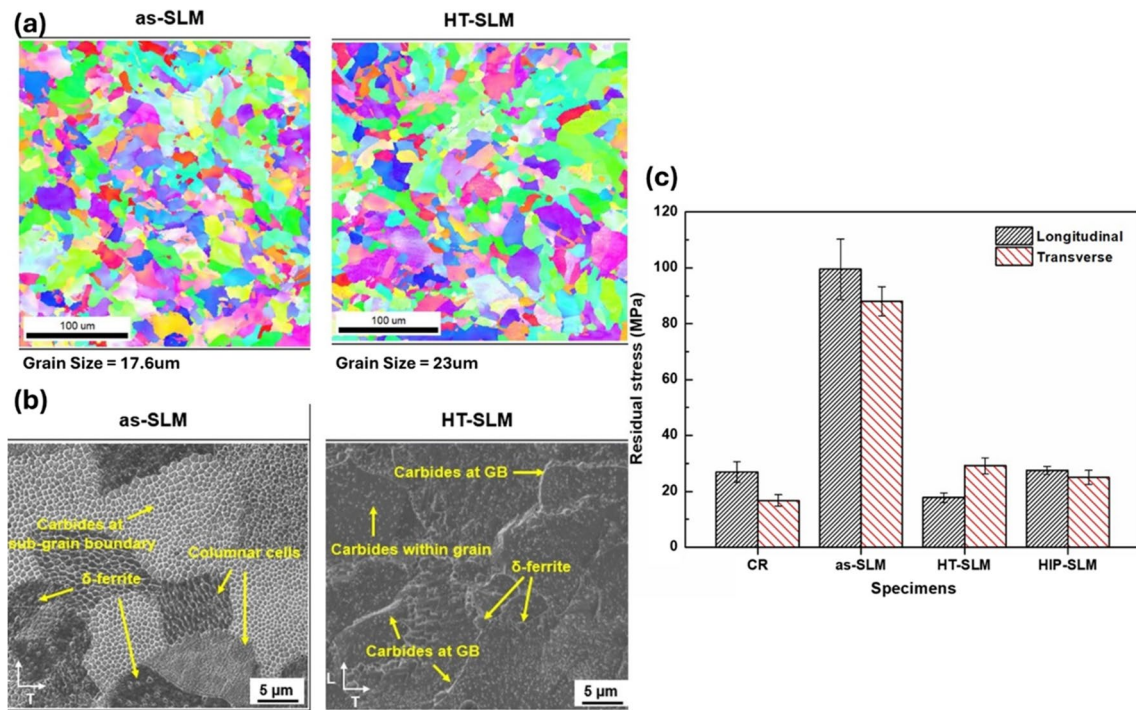 (a)
as-SLM
HT-SLM
100 um
100 um
Grain Size = 17.6um
Grain Size = 23um
(b)
as-SLM
HT-SLM
Carbides at
sub-grain boundary
Columnar cells
δ-ferrite
T
5 μm
Carbides at GB
Carbides within grain
δ-ferrite
Carbides at GB
L
T
5 μm
(c)
120
100
80
60
40
20
0
Residual stress (MPa)
Longitudinal
Transverse
CR
as-SLM
HT-SLM
HIP-SLM
Specimens